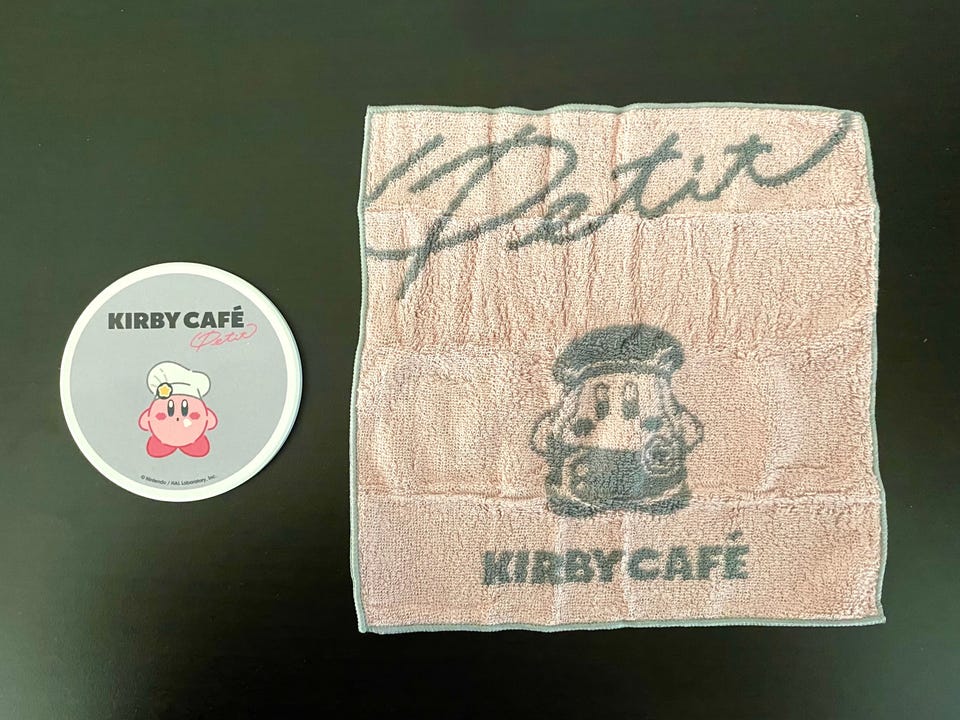 KIRBY CAFÉ
Petit
© Nintendo / HAL Laboratory, Inc.
Petit
KIRBY CAFÉ